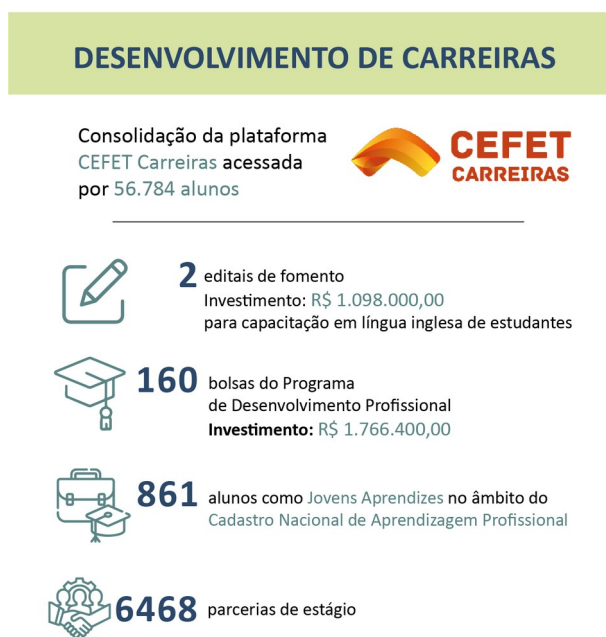 DESENVOLVIMENTO DE CARREIRAS
Consolidação da plataforma
CEFET Carreiras acessada
por 56.784 alunos
CEFET
CARREIRAS
2 editais de fomento
Investimento: R$ 1.098.000,00
para capacitação em língua inglesa de estudantes
160 bolsas do Programa
de Desenvolvimento Profissional
Investimento: R$ 1.766.400,00
861 alunos como Jovens Aprendizes no âmbito do
Cadastro Nacional de Aprendizagem Profissional
6468 parcerias de estágio